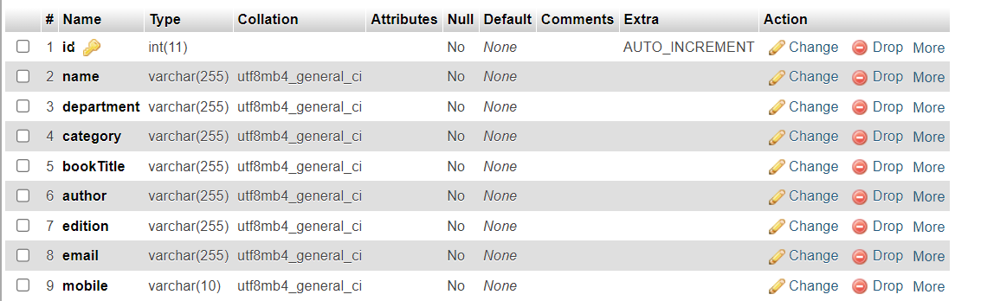 # Name Type Collation Attributes Null Default Comments Extra Action
1 id int(11) No None AUTO_INCREMENT Change Drop More
2 name varchar(255) utf8mb4_general_ci No None Change Drop More
3 department varchar(255) utf8mb4_general_ci No None Change Drop More
4 category varchar(255) utf8mb4_general_ci No None Change Drop More
5 bookTitle varchar(255) utf8mb4_general_ci No None Change Drop More
6 author varchar(255) utf8mb4_general_ci No None Change Drop More
7 edition varchar(255) utf8mb4_general_ci No None Change Drop More
8 email varchar(255) utf8mb4_general_ci No None Change Drop More
9 mobile varchar(10) utf8mb4_general_ci No None Change Drop More